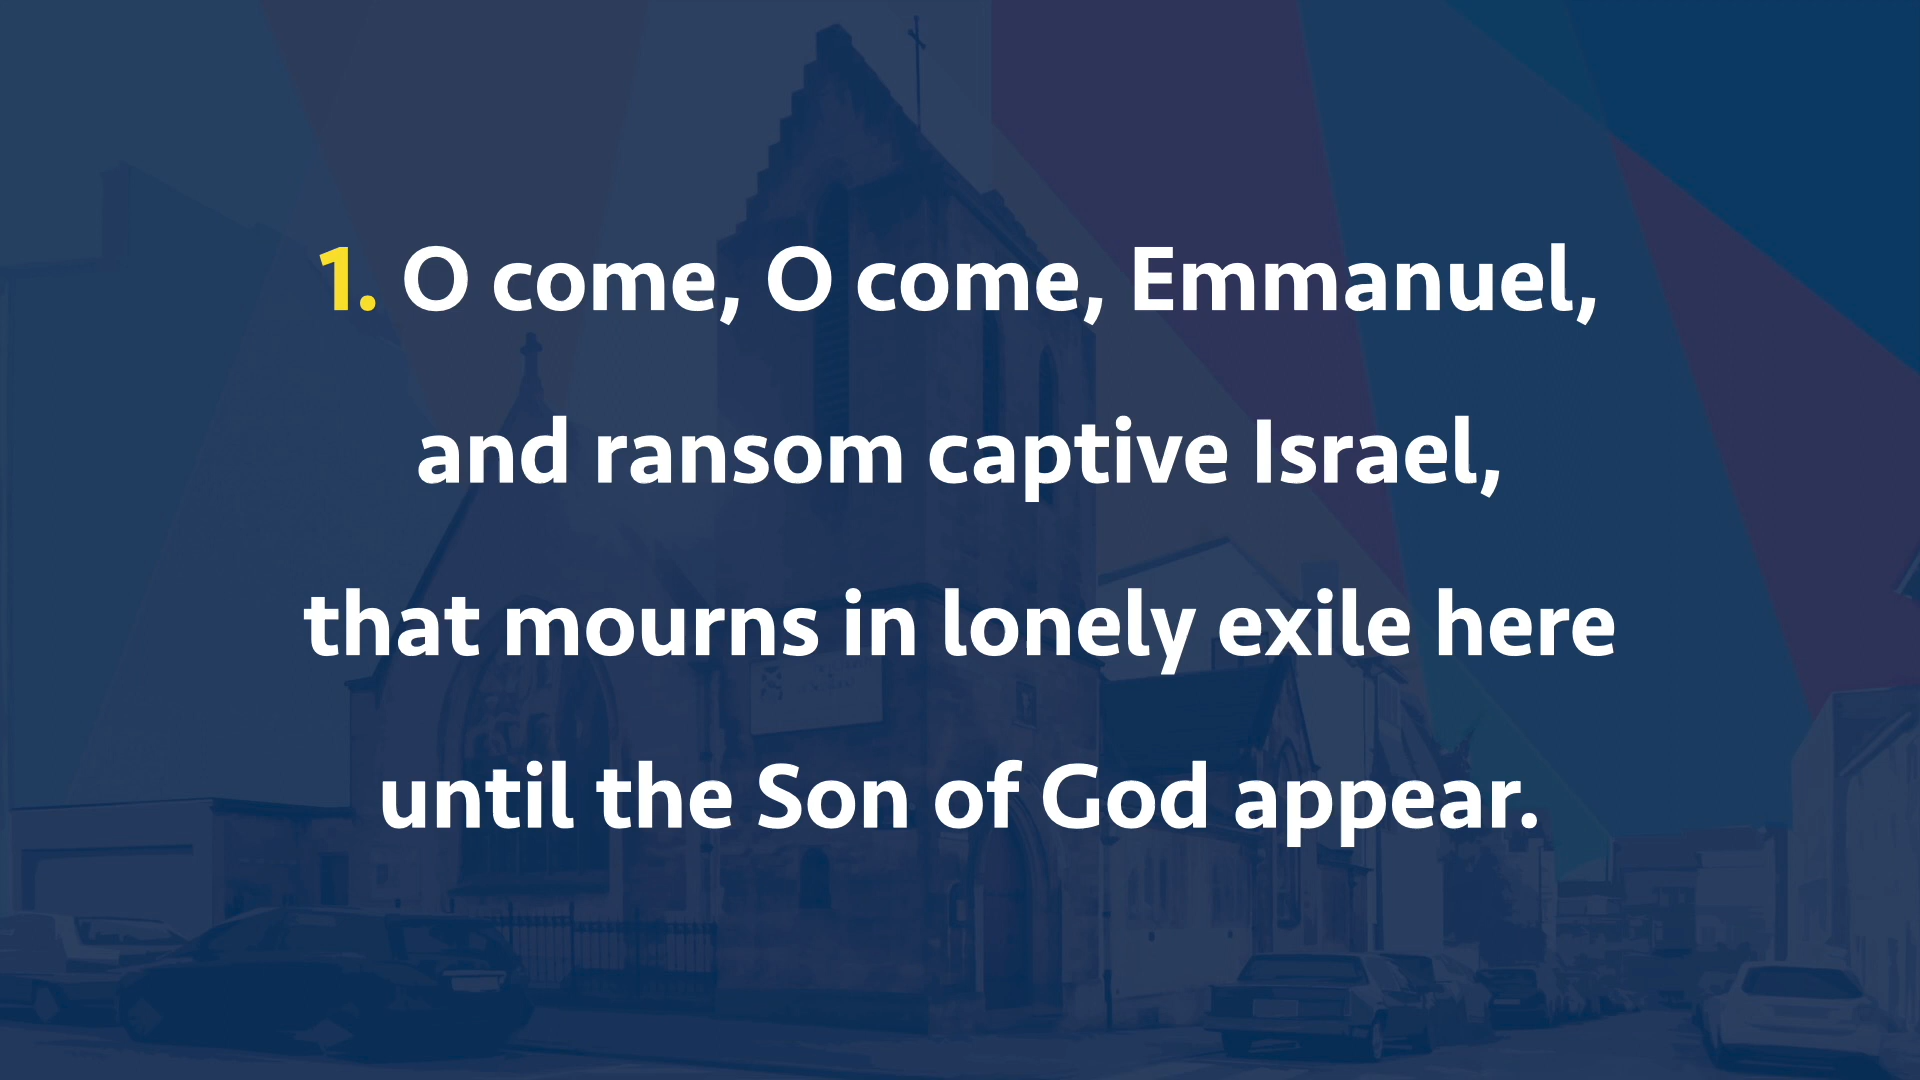 1. O come, O come, Emmanuel,
and ransom captive Israel,
that mourns in lonely exile here
until the Son of God appear.